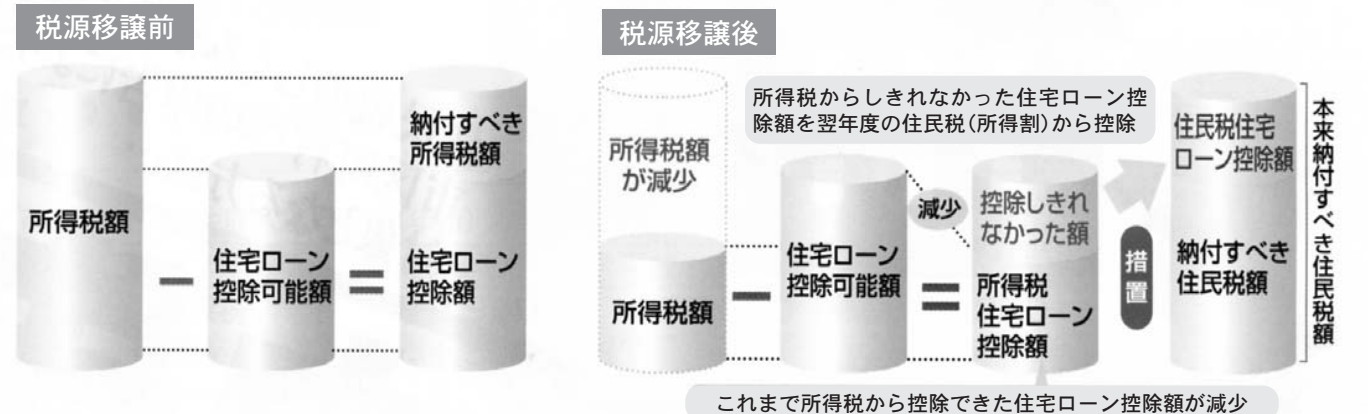 税源移譲前
所得税額
−
住宅ローン
控除可能額
=
納付すべき
所得税額
住宅ローン
控除額
税源移譲後
所得税からしきれなかった住宅ローン控
除額を翌年度の住民税(所得割)から控除
所得税額
が減少
所得税額
−
住宅ローン
控除可能額
減少
=
控除しきれ
なかった額
所得税
住宅ローン
控除額
措置
住民税住宅
ローン控除額
納付すべき
住民税額
本来納付すべき住民税額
これまで所得税から控除できた住宅ローン控除額が減少